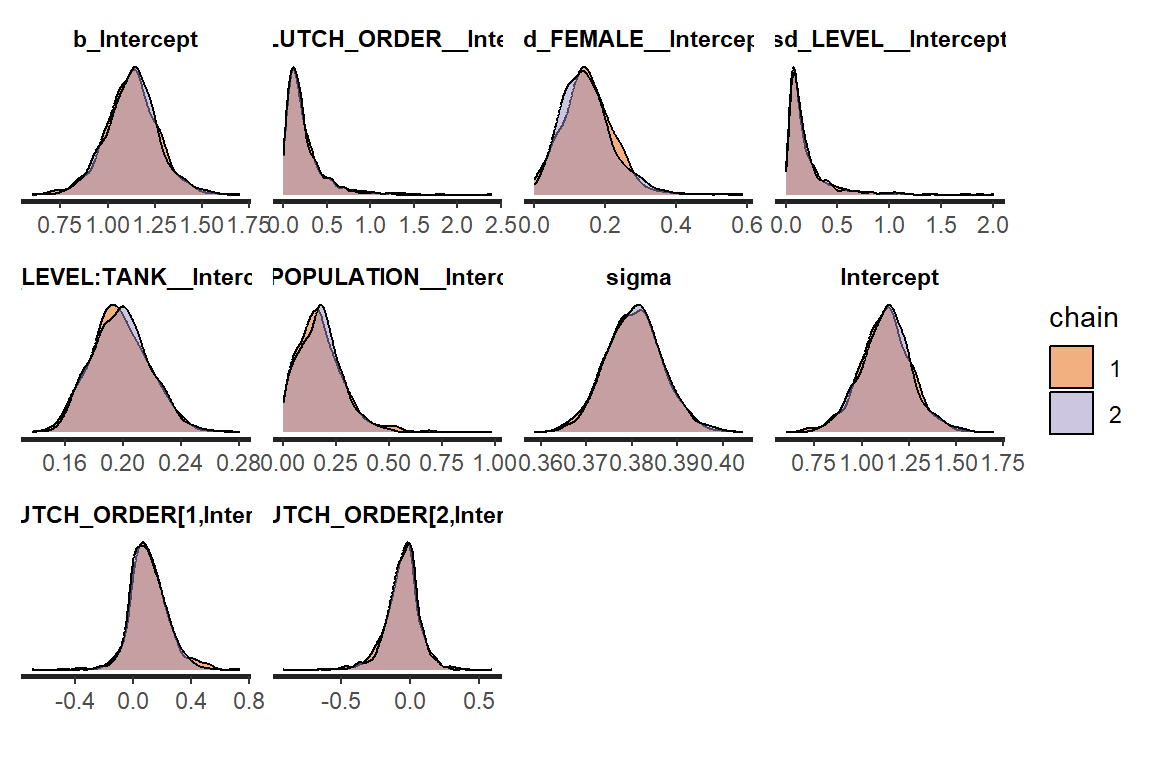 b_Intercept LUTCH_ORDER__Inte d_FEMALE__Intercep sd_LEVEL__Intercept
0.75 1.00 1.25 1.50 1.75 0.0 0.5 1.0 1.5 2.0 2.5 0.0 0.2 0.4 0.6 0.0 0.5 1.0 1.5 2.0
LEVEL:TANK__Interc POPULATION__Interc sigma Intercept
chain
1
2
0.16 0.20 0.24 0.28 0.00 0.25 0.50 0.75 1.00 0.36 0.37 0.38 0.39 0.40 0.75 1.00 1.25 1.50 1.75
UTCH_ORDER[1,Inter UTCH_ORDER[2,Inter
-0.4 0.0 0.4 0.8 -0.5 0.0 0.5